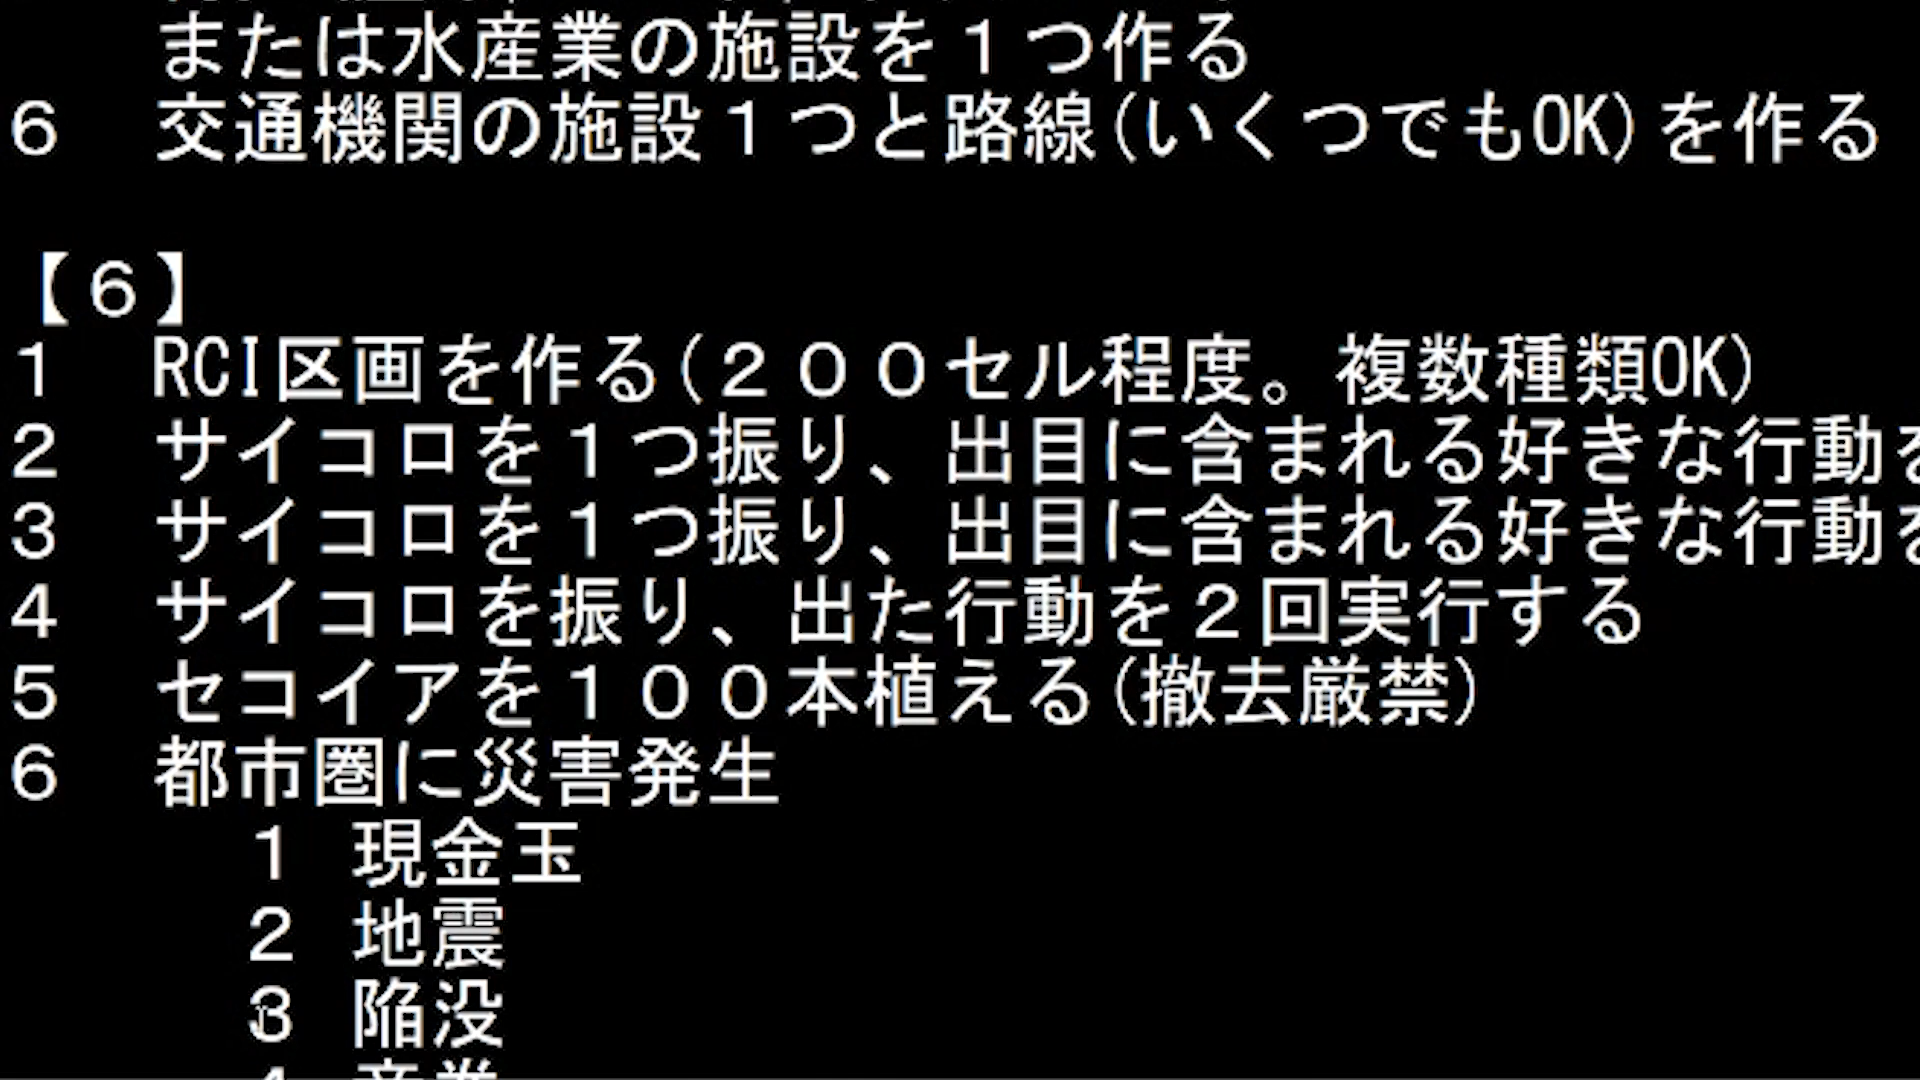 または水産業の施設を１つ作る
６　交通機関の施設１つと路線(いくつでもOK)を作る
【６】
１　RCI区画を作る(２００セル程度。複数種類OK)
２　サイコロを１つ振り、出目に含まれる好きな行動を
３　サイコロを１つ振り、出目に含まれる好きな行動を
４　サイコロを振り、出た行動を２回実行する
５　セコイアを１００本植える(撤去厳禁)
６　都市圏に災害発生
１　現金玉
２　地震
３　陥没
４